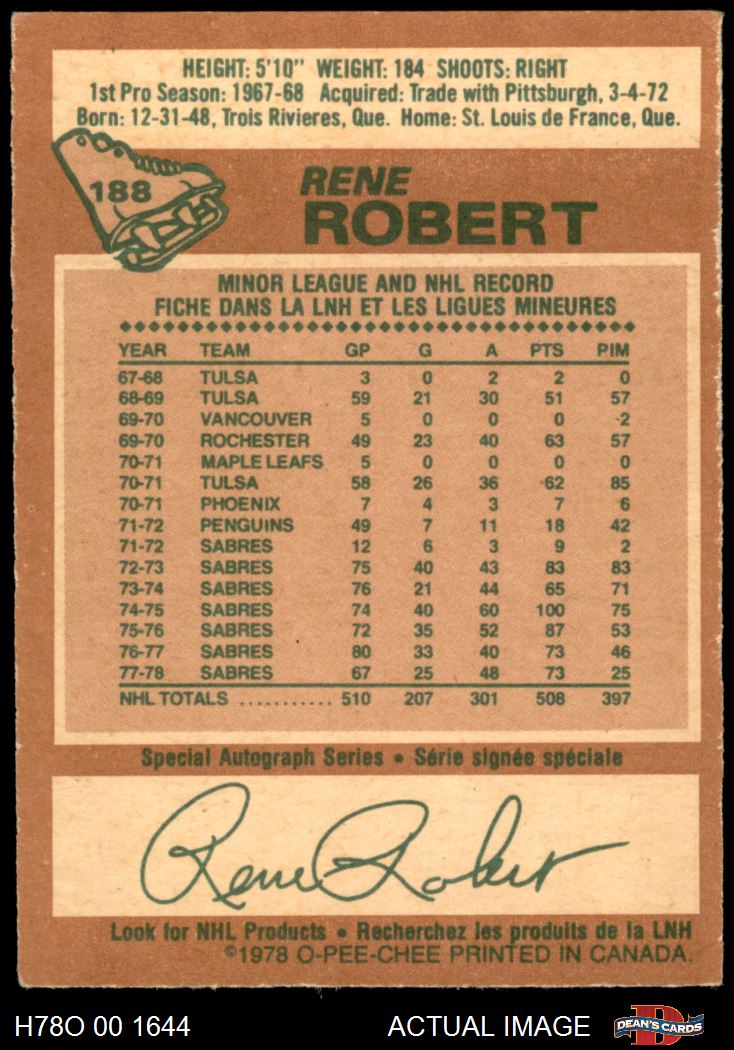 HEIGHT: 5'10" WEIGHT: 184 SHOOTS: RIGHT
1st Pro Season: 1967-68 Acquired: Trade with Pittsburgh, 3-4-72
Born: 12-31-48, Trois Rivieres, Que. Home: St. Louis de France, Que.
188
RENE
ROBERT
MINOR LEAGUE AND NHL RECORD
FICHE DANS LA LNH ET LES LIGUES MINEURES
YEAR TEAM GP G A PTS PIM
67-68 TULSA 3 0 2 2 0
68-69 TULSA 59 21 30 51 57
69-70 VANCOUVER 5 0 0 0 2
69-70 ROCHESTER 49 23 40 63 57
70-71 MAPLE LEAFS 5 0 0 0 0
70-71 TULSA 58 26 36 62 85
70-71 PHOENIX 7 4 3 7 6
71-72 PENGUINS 49 7 11 18 42
71-72 SABRES 12 6 3 9 2
72-73 SABRES 75 40 43 83 83
73-74 SABRES 76 21 44 65 71
74-75 SABRES 74 40 60 100 75
75-76 SABRES 72 35 52 87 53
76-77 SABRES 80 33 40 73 46
77-78 SABRES 67 25 48 73 25
NHL TOTALS ........... 510 207 301 508 397
Special Autograph Series • Série signée spéciale
Rene Robert
Look for NHL Products • Recherchez les produits de la LNH
©1978 O-PEE-CHEE PRINTED IN CANADA.
H78O 00 1644 ACTUAL IMAGE D DEAN'S CARDS